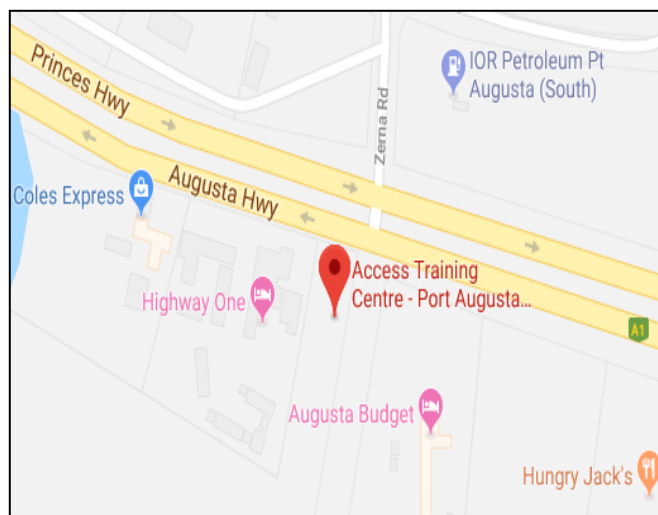 Princes Hwy
IOR Petroleum Pt
Augusta (South)
Zerna Rd
Coles Express
Augusta Hwy
Access Training
Centre - Port Augusta...
Highway One
A1
Augusta Budget
Hungry Jack's